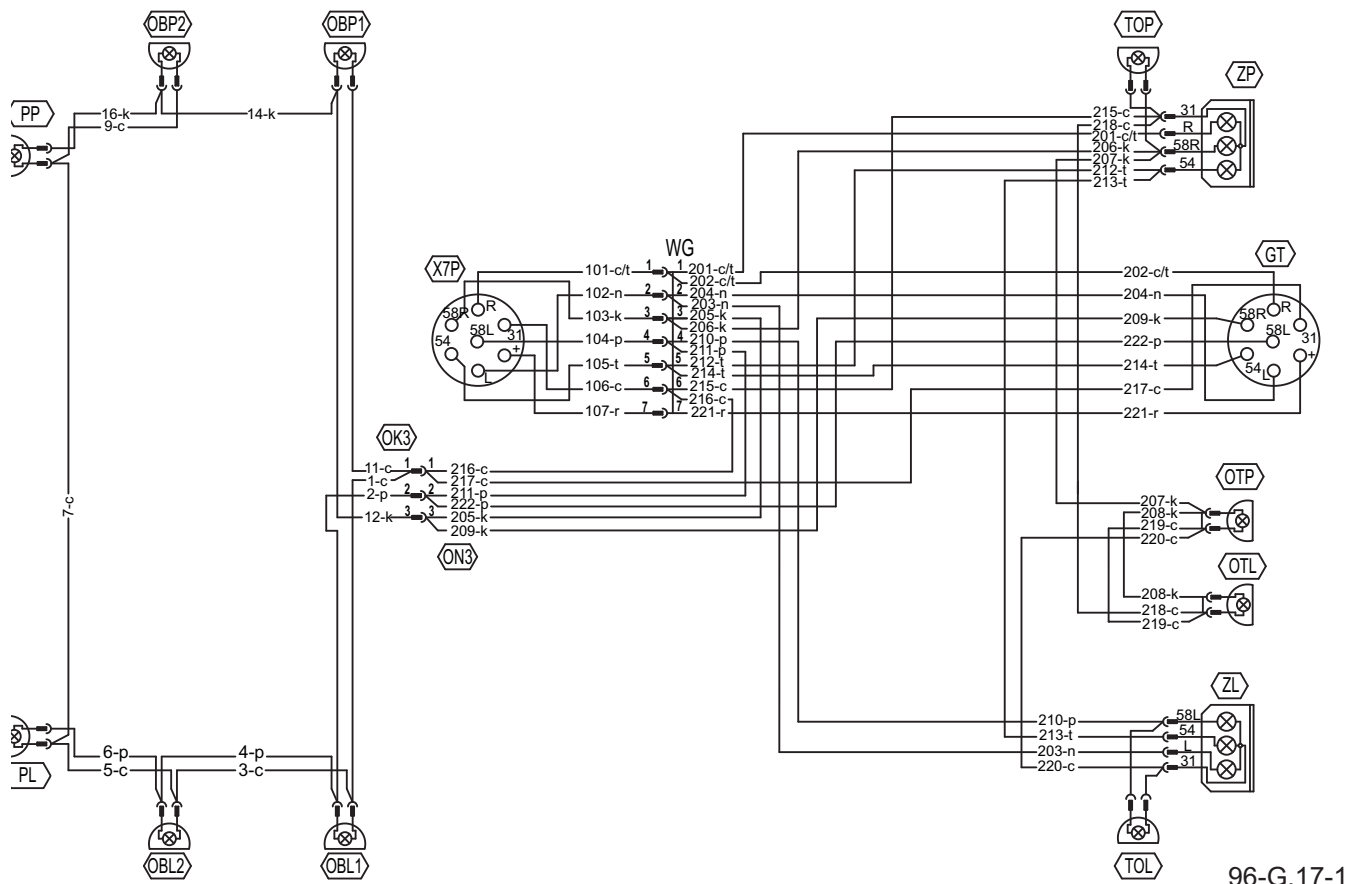 OBP2
OBP1
TOP
ZP
PP
16-k
14-k
9-c
215-c
31
218-c
R
201-c/t
206-k
58R
207-k
212-t
54
213-t
WG
X7P
GT
101-c/t
1
1
201-c/t
202-c/t
202-c/t
102-n
2
2
204-n
203-n
204-n
103-k
3
3
205-k
206-k
209-k
104-p
4
4
210-p
211-p
222-p
105-t
5
5
212-t
214-t
214-t
106-c
6
6
215-c
216-c
217-c
107-r
7
7
221-r
221-r
58R
R
58L
31
54
+
L
58R
R
58L
31
54
L
+
OK3
11-c
1
1
216-c
1-c
217-c
2-p
2
2
211-p
222-p
12-k
3
3
205-k
209-k
ON3
7-c
OTP
207-k
208-k
219-c
220-c
OTL
208-k
218-c
219-c
ZL
210-p
58L
213-t
54
203-n
L
220-c
31
PL
6-p
4-p
5-c
3-c
OBL2
OBL1
TOL
96-G.17-1